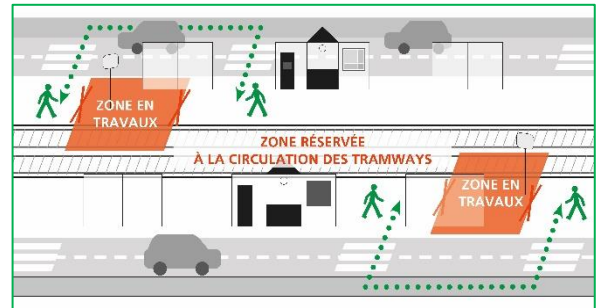 ZONE EN
TRAVAUX
ZONE RÉSERVÉE
À LA CIRCULATION DES TRAMWAYS
ZONE EN
TRAVAUX